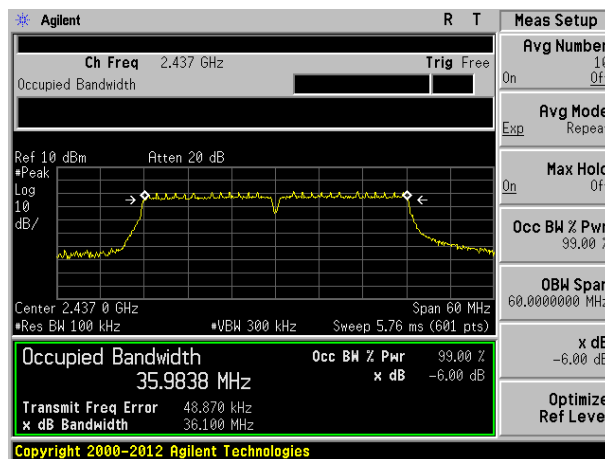 Agilent R T
Ch Freq 2.437 GHz Trig Free
Occupied Bandwidth
Ref 10 dBm Atten 20 dB
#Peak
Log
10
dB/
Center 2.437 0 GHz Span 60 MHz
#Res BW 100 kHz #VBW 300 kHz Sweep 5.76 ms (601 pts)
Occupied Bandwidth Occ BW % Pwr 99.00 %
35.9838 MHz x dB -6.00 dB
Transmit Freq Error 48.870 kHz
x dB Bandwidth 36.100 MHz
Copyright 2000-2012 Agilent Technologies
Meas Setup
Avg Number
10
On Off
Avg Mode
Exp Repeat
Max Hold
On Off
Occ BW % Pwr
99.00 %
OBW Span
60.0000000 MHz
x dB
-6.00 dB
Optimize
Ref Level